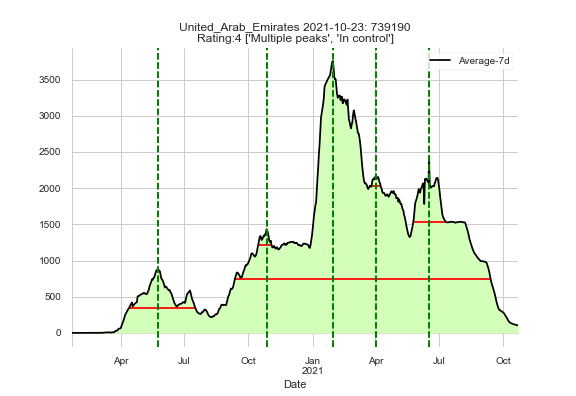 United_Arab_Emirates 2021-10-23: 739190
Rating:4 ['Multiple peaks', 'In control']
Average-7d
3500
3000
2500
2000
1500
1000
500
0
Apr Jul Oct Jan Apr Jul Oct
2021
Date